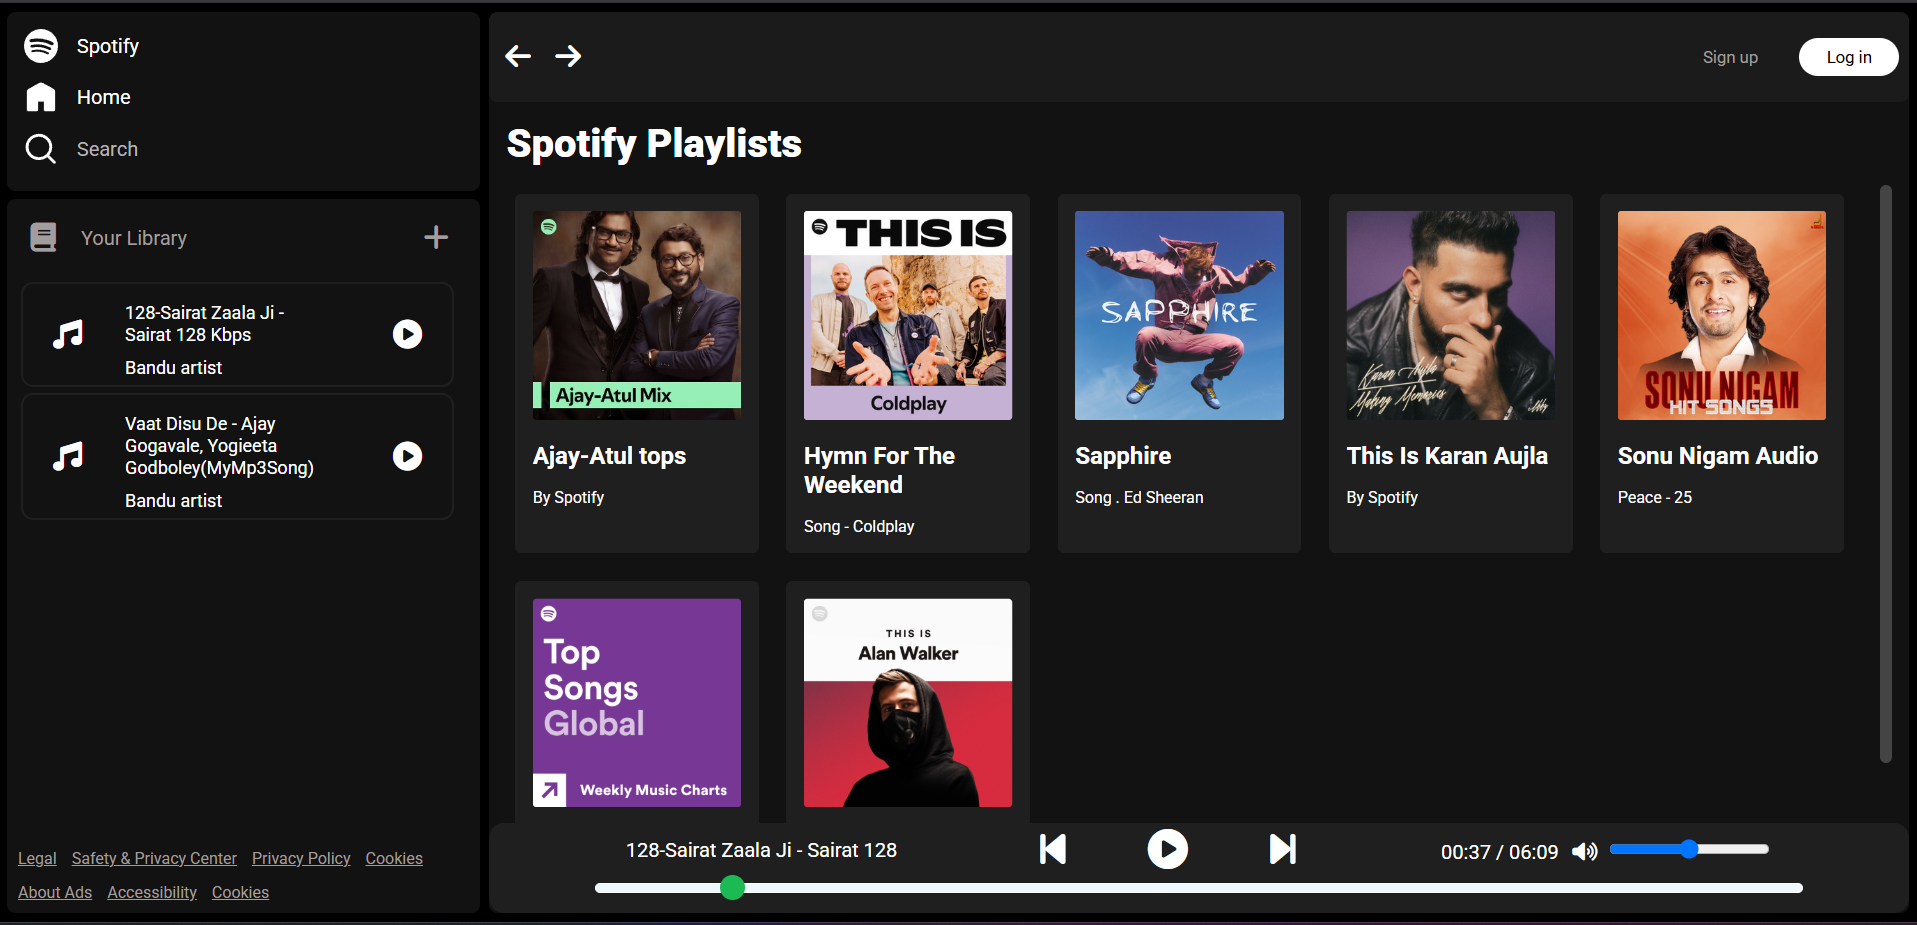 Spotify
Home
Search
Your Library
128-Sairat Zaala Ji -
Sairat 128 Kbps
Bandu artist
Vaat Disu De - Ajay
Gogavale, Yogieeta
Godboley(MyMp3Song)
Bandu artist
Legal Safety & Privacy Center Privacy Policy Cookies
About Ads Accessibility Cookies
Sign up
Log in
Spotify Playlists
Ajay-Atul Mix
Ajay-Atul tops
By Spotify
THIS IS
Coldplay
Hymn For The
Weekend
Song - Coldplay
SAPPHIRE
Sapphire
Song . Ed Sheeran
Karan Aujla
Making Memories
This Is Karan Aujla
By Spotify
SONU NIGAM
HIT SONGS
Sonu Nigam Audio
Peace - 25
Top
Songs
Global
Weekly Music Charts
THIS IS
Alan Walker
128-Sairat Zaala Ji - Sairat 128
00:37 / 06:09